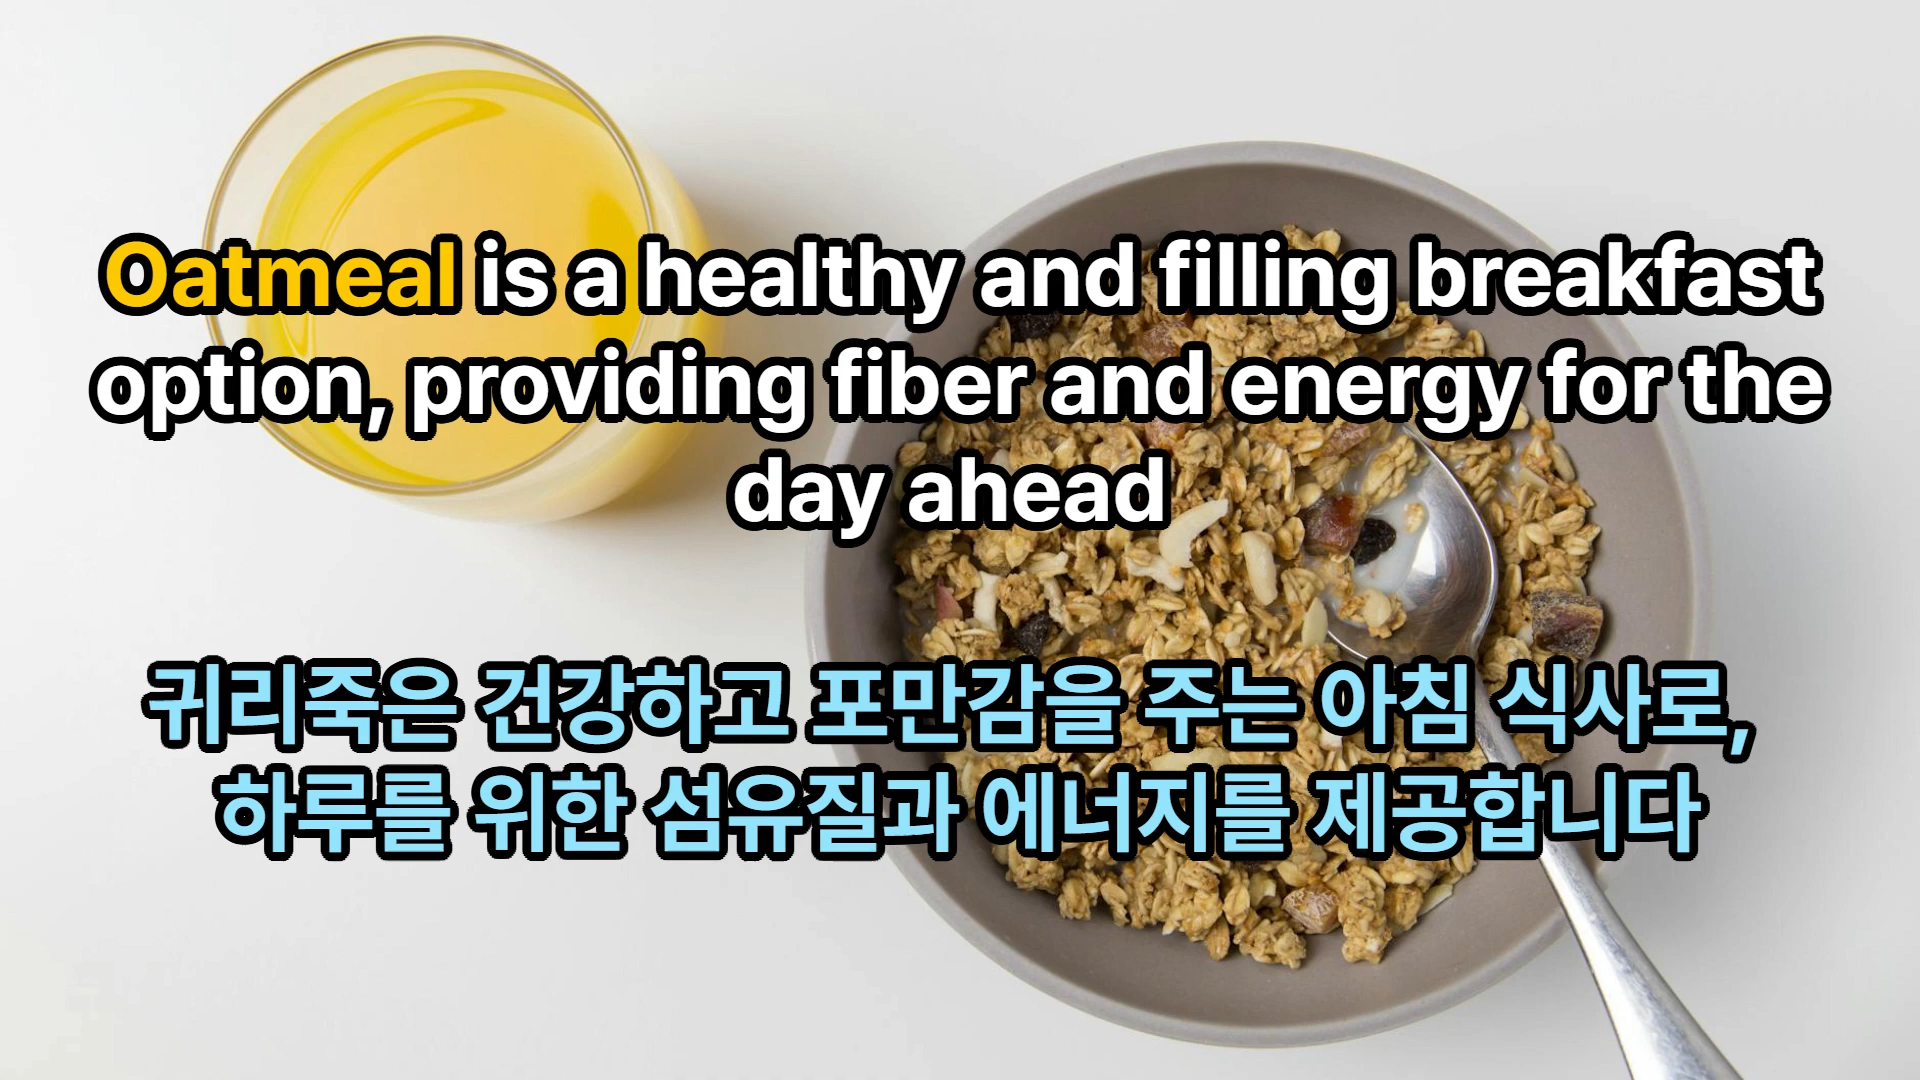 Oatmeal is a healthy and filling breakfast
option, providing fiber and energy for the
day ahead
귀리죽은 건강하고 포만감을 주는 아침 식사로,
하루를 위한 섬유질과 에너지를 제공합니다